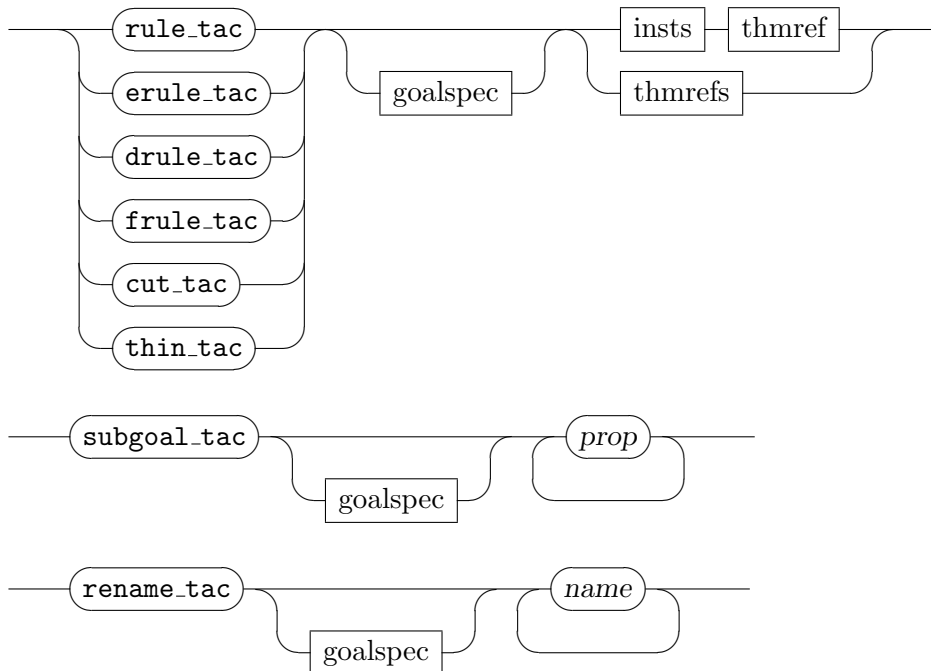 rule_tac insts thmref
erule_tac goalspec thmrefs
drule_tac
frule_tac
cut_tac
thin_tac
subgoal_tac prop
goalspec
rename_tac name
goalspec